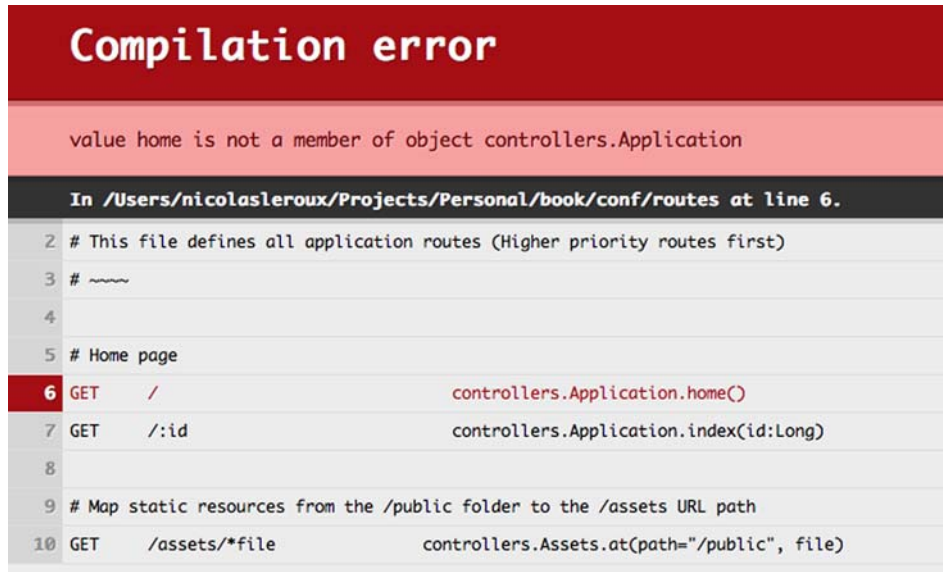 Compilation error
value home is not a member of object controllers.Application
In /Users/nicolasleroux/Projects/Personal/book/conf/routes at line 6.
2 # This file defines all application routes (Higher priority routes first)
3 # ~~~~
4
5 # Home page
6 GET / controllers.Application.home()
7 GET /:id controllers.Application.index(id:Long)
8
9 # Map static resources from the /public folder to the /assets URL path
10 GET /assets/*file controllers.Assets.at(path="/public", file)